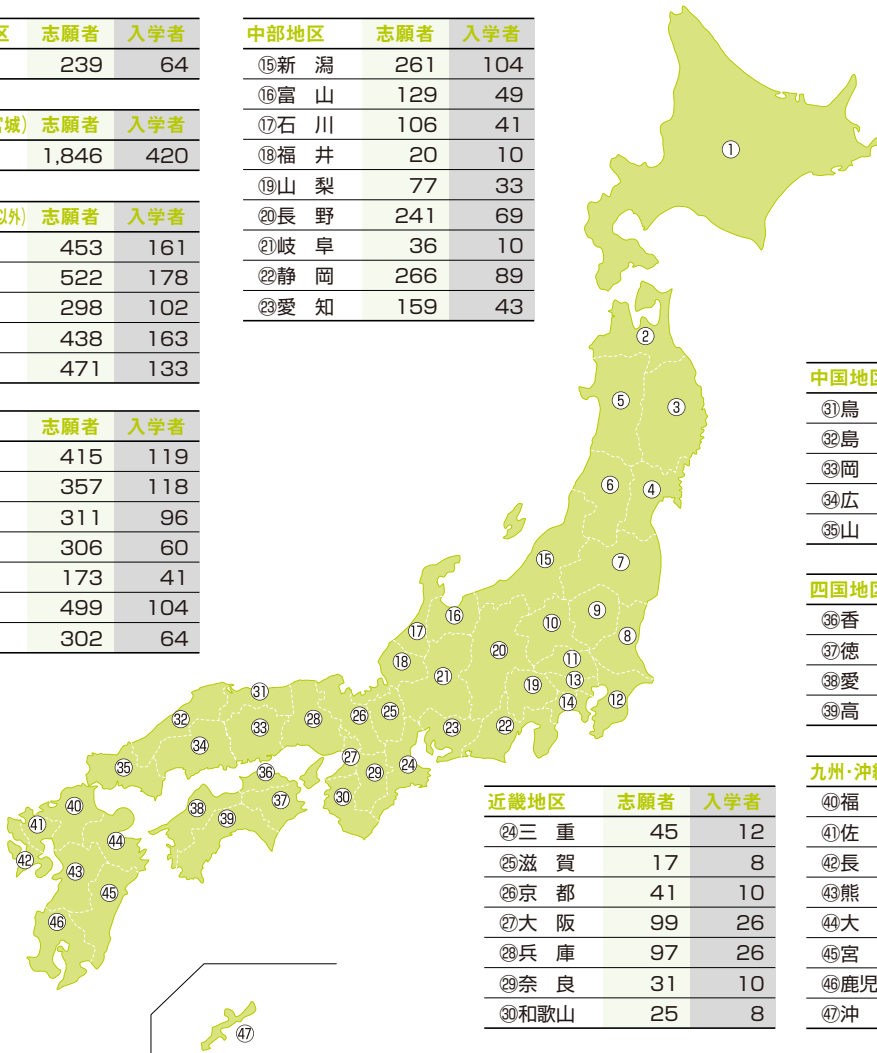 区 志願者 入学者
239 64
宮城) 志願者 入学者
1,846 420
以外) 志願者 入学者
453 161
522 178
298 102
438 163
471 133
志願者 入学者
415 119
357 118
311 96
306 60
173 41
499 104
302 64
中部地区 志願者 入学者
⑮新 潟 261 104
⑯富 山 129 49
⑰石 川 106 41
⑱福 井 20 10
⑲山 梨 77 33
⑳長 野 241 69
㉑岐 阜 36 10
㉒静 岡 266 89
㉓愛 知 159 43
①
②
⑤
③
⑥
④
⑮
⑦
⑨
⑯
⑩
⑧
⑰
⑳
⑪
⑱
㉑
⑲
⑬
⑭
⑫
㉛
㉜
㉝
㉘
㉖
㉕
㉓
㉒
㉞
㉟
㉗
㉙
㉔
㊱
㉚
㊵
㊳
㊲
㊴
㊶
㊹
㊷
㊸
㊺
㊻
㊼
中国地区
㉛鳥
㉜島
㉝岡
㉞広
㉟山
四国地区
㊱香
㊲徳
㊳愛
㊴高
近畿地区 志願者 入学者
㉔三 重 45 12
㉕滋 賀 17 8
㉖京 都 41 10
㉗大 阪 99 26
㉘兵 庫 97 26
㉙奈 良 31 10
㉚和歌山 25 8
九州・沖縄
㊵福
㊶佐
㊷長
㊸熊
㊹大
㊺宮
㊻鹿児
㊼沖